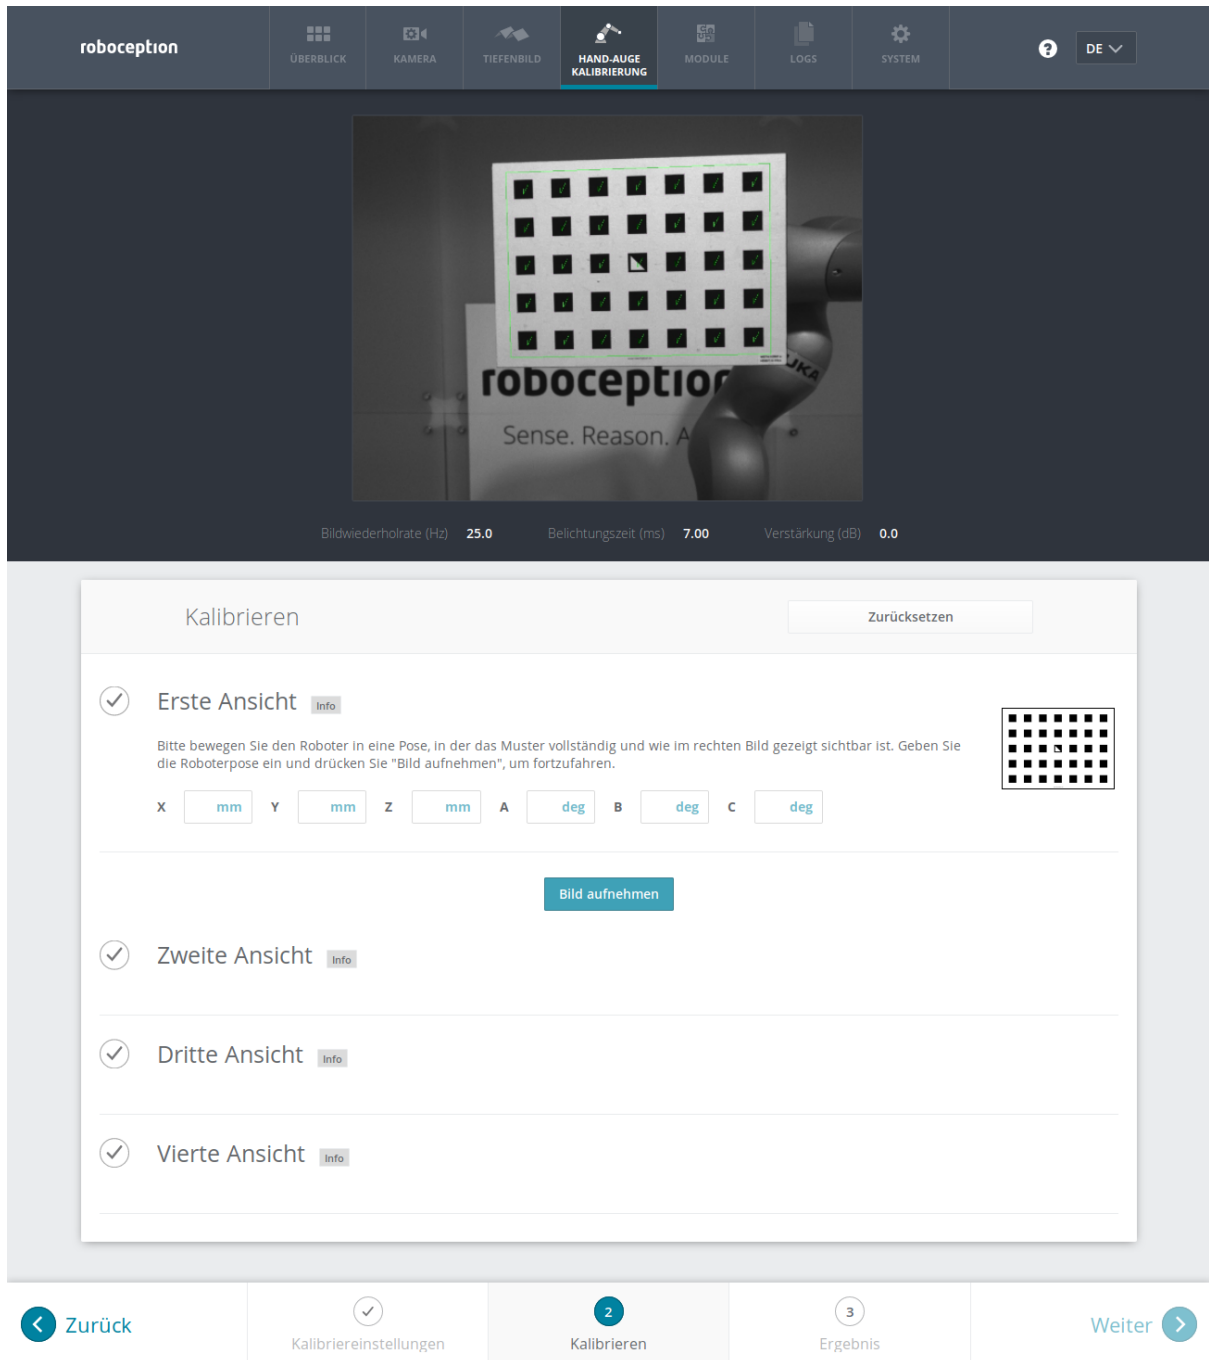 roboception
ÜBERBLICK
KAMERA
TIEFENBILD
HAND-AUGE
KALIBRIERUNG
MODULE
LOGS
SYSTEM
?
DE
roboception
Sense. Reason. A
UKA
Bildwiederholrate (Hz) 25.0 Belichtungszeit (ms) 7.00 Verstärkung (dB) 0.0
Kalibrieren
Zurücksetzen
Erste Ansicht Info
Bitte bewegen Sie den Roboter in eine Pose, in der das Muster vollständig und wie im rechten Bild gezeigt sichtbar ist. Geben Sie
die Roboterpose ein und drücken Sie "Bild aufnehmen", um fortzufahren.
X mm Y mm Z mm A deg B deg C deg
Bild aufnehmen
Zweite Ansicht Info
Dritte Ansicht Info
Vierte Ansicht Info
Zurück
Kalibriereinstellungen
2
Kalibrieren
3
Ergebnis
Weiter